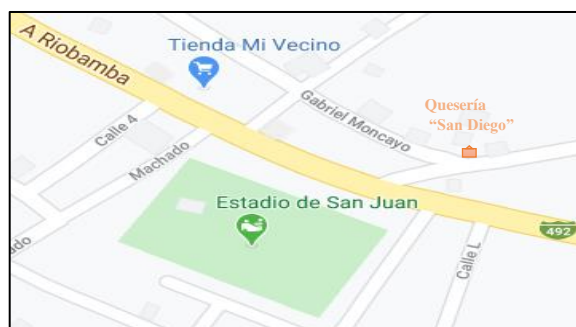 Tienda Mi Vecino
A Riobamba
Gabriel Moncayo
Quesería
“San Diego”
Calle 4
Machado
Estadio de San Juan
ado
492
Calle L